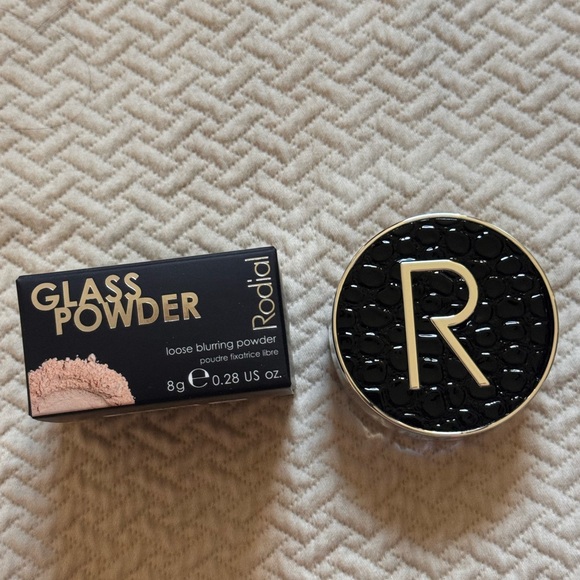 GLASS
POWDER
Rodial
loose blurring powder
poudre fixatrice libre
8g ℮ 0.28 US oz.
R